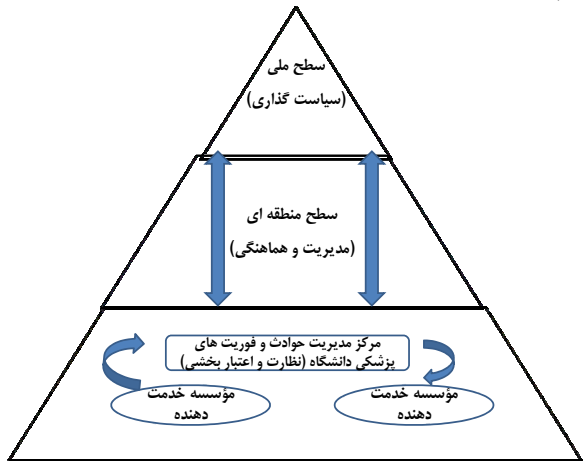 سطح ملی
(سیاست گذاری)
سطح منطقه ای
(مدیریت و هماهنگی)
مرکز مدیریت حوادث و فوریت های
پزشکی دانشگاه (نظارت و اعتبار بخشی)
مؤسسه خدمت
دهنده
مؤسسه خدمت
دهنده